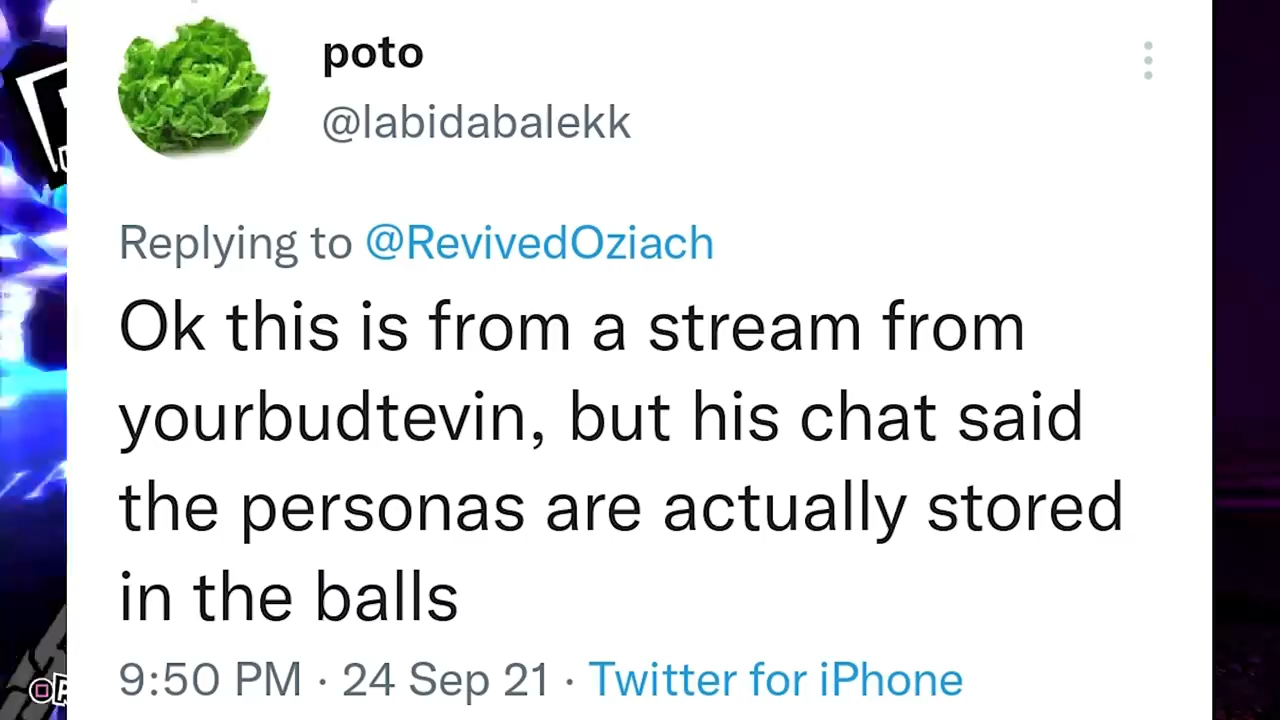 poto
@labidabalekk
Replying to @RevivedOziach
Ok this is from a stream from
yourbudtevin, but his chat said
the personas are actually stored
in the balls
9:50 PM · 24 Sep 21 · Twitter for iPhone